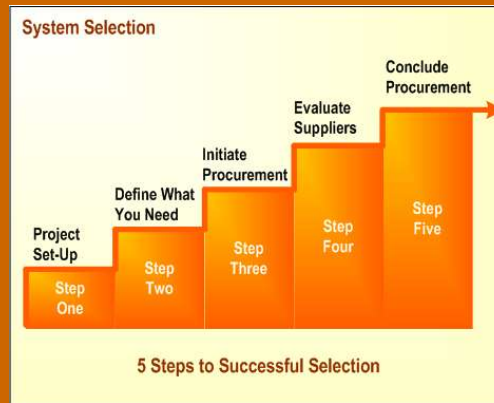 System Selection
Project
Set-Up
Step
One
Define What
You Need
Step
Two
Initiate
Procurement
Step
Three
Evaluate
Suppliers
Step
Four
Conclude
Procurement
Step
Five
5 Steps to Successful Selection